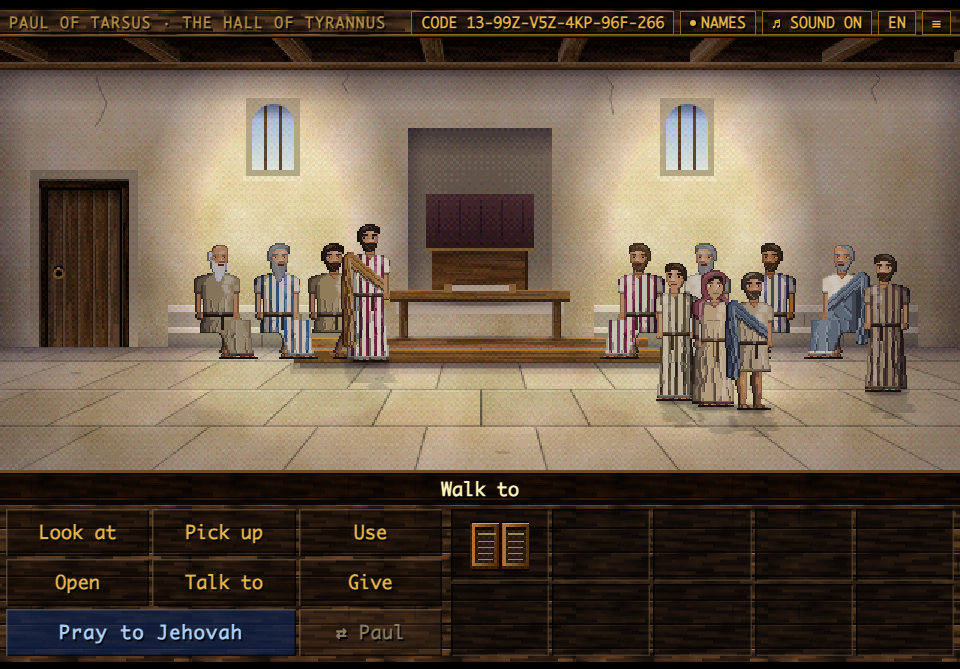 PAUL OF TARSUS · THE HALL OF TYRANNUS
CODE 13-99Z-V5Z-4KP-96F-266
• NAMES
♬ SOUND ON
EN
≡
Walk to
Look at
Pick up
Use
Open
Talk to
Give
Pray to Jehovah
⇄ Paul